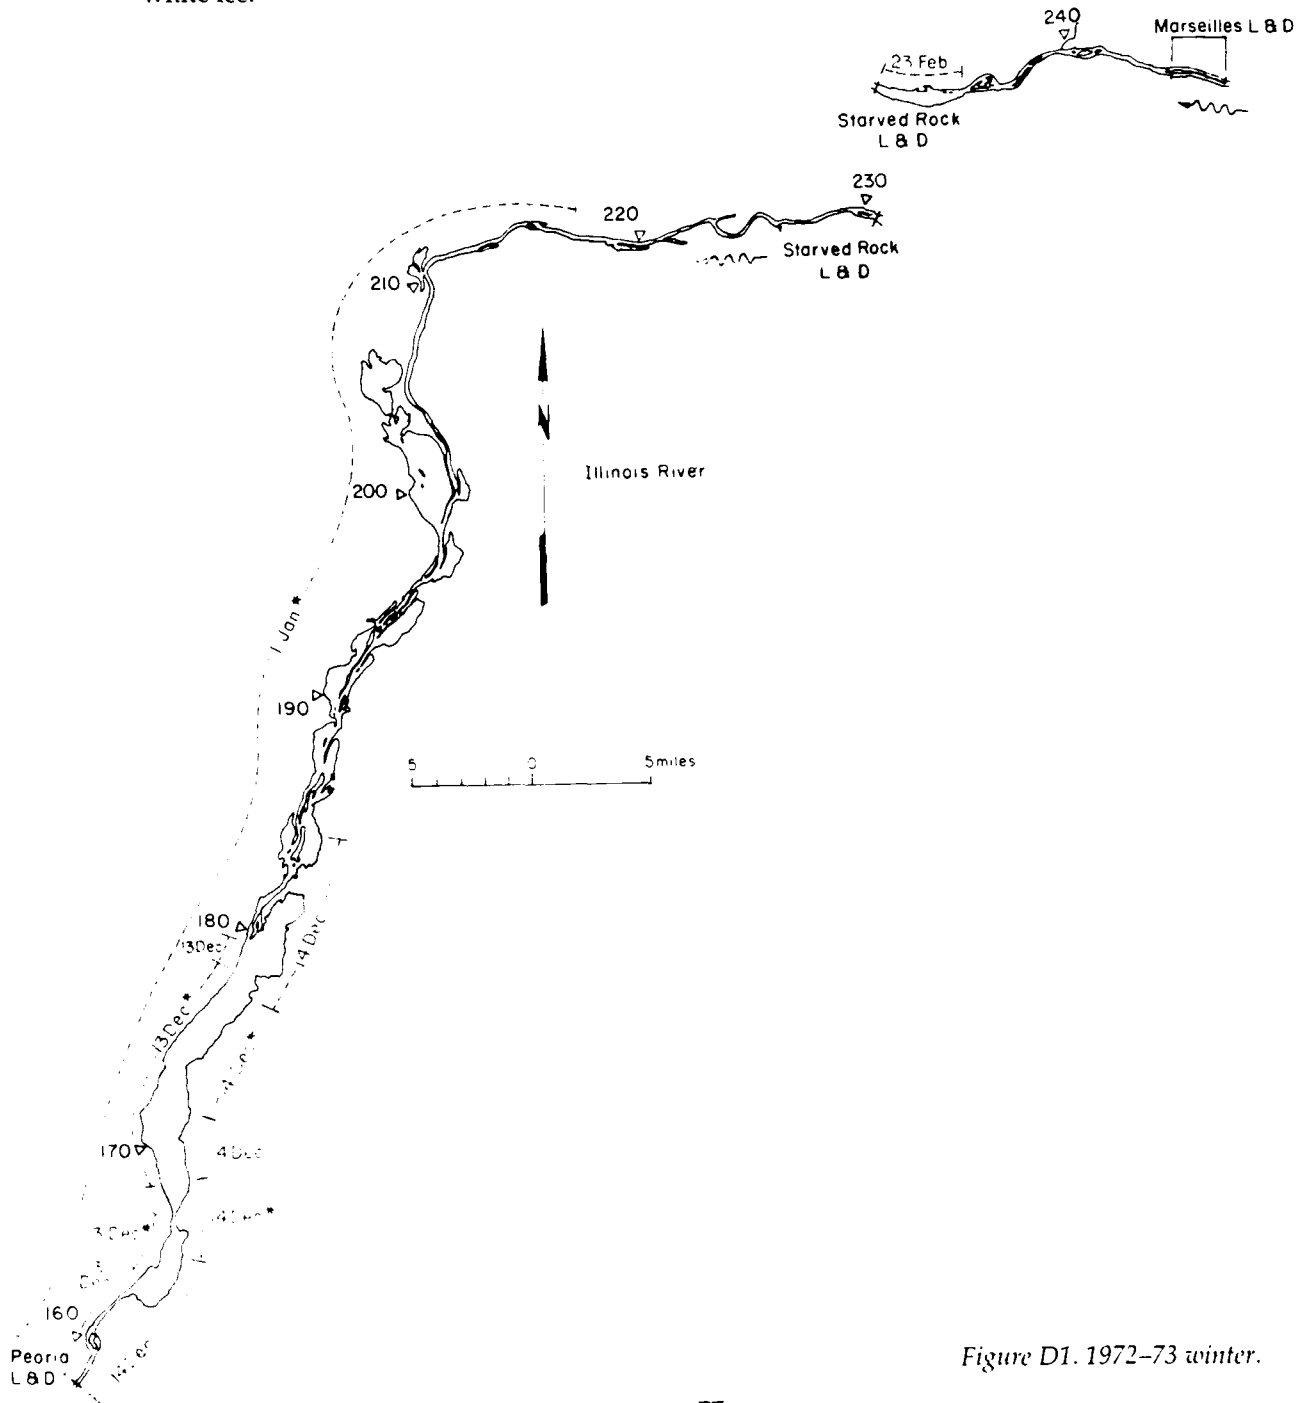 White ice.
240
Marseilles L & D
23 Feb
Starved Rock
L & D
230
220
Starved Rock
L & D
210
Illinois River
200
1 Jan*
190
5 0 5 miles
180
13 Dec
14 Dec
13 Dec*
170
4 Dec
160
Peoria
L & D
Figure D1. 1972–73 winter.